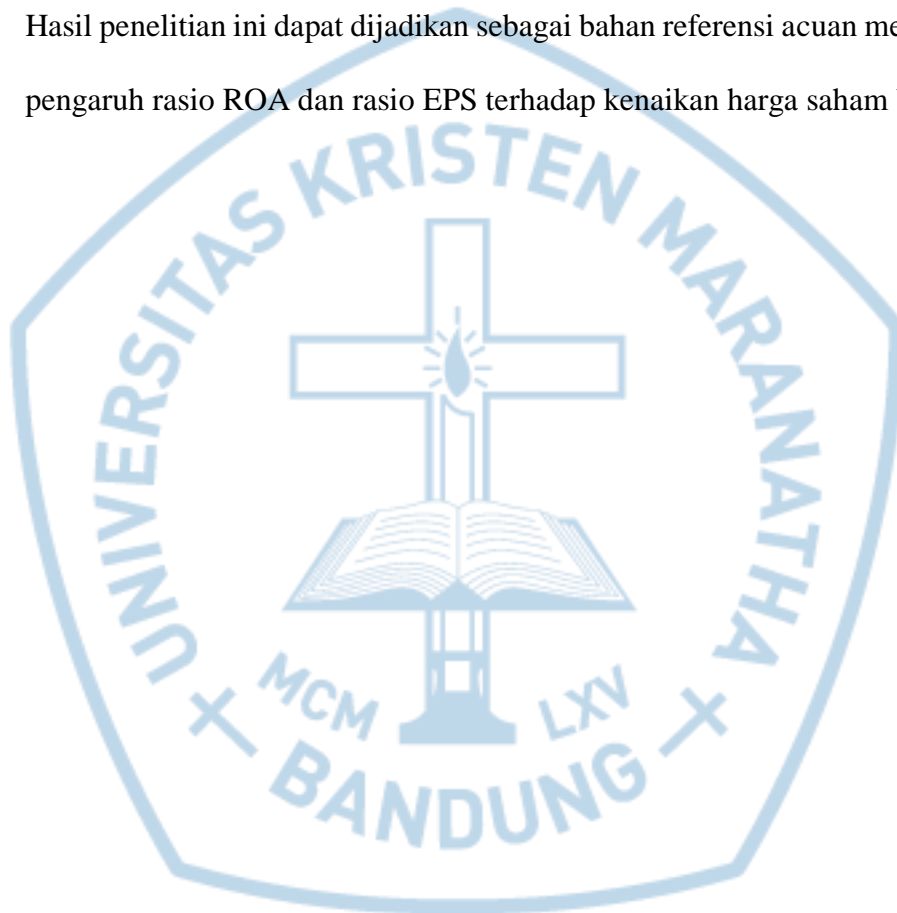 Hasil penelitian ini dapat dijadikan sebagai bahan referensi acuan
pengaruh rasio ROA dan rasio EPS terhadap kenaikan harga saham
UNIVERSITAS KRISTEN MARANATHA
MCM LXV
BANDUNG